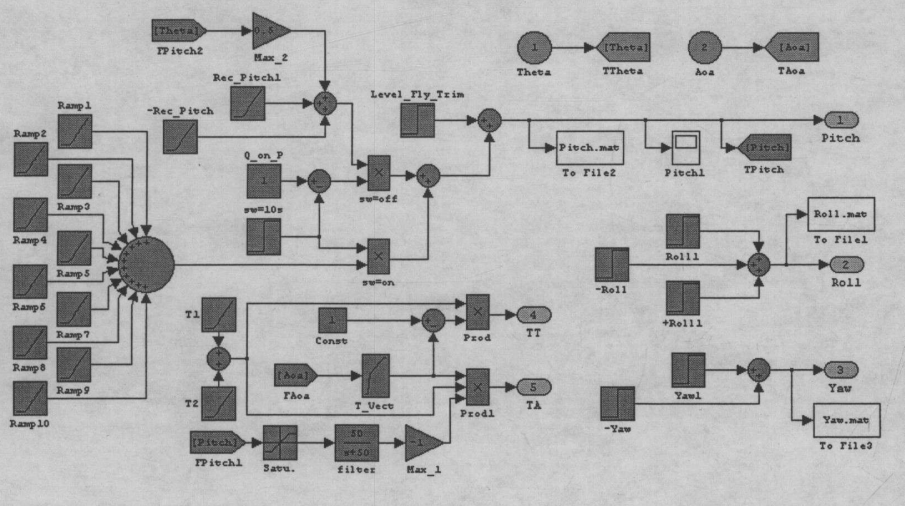 [Theta]
FPitch2
0.5
Max_2
1
Theta
[Theta]
TTheta
2
Aoa
[Aoa]
TAoa
Rec_Pitch1
-Rec_Pitch
Level_Fly_Trim
Ramp1
Ramp2
Ramp3
Ramp4
Ramp5
Ramp6
Ramp7
Ramp8
Ramp9
Ramp10
Q_on_P
1
sw=10s
sw=off
sw=on
Pitch.mat
To File2
Pitch1
[Pitch]
TPitch
1
Pitch
Roll.mat
To File1
Roll1
-Roll
+Roll1
2
Roll
T1
T2
1
Const
Prod
4
TT
[Aoa]
FAoa
T_Vect
Prod1
5
TA
[Pitch]
FPitch1
Satu.
50
s+50
filter
-1
Max_1
Yaw1
-Yaw
3
Yaw
Yaw.mat
To File3